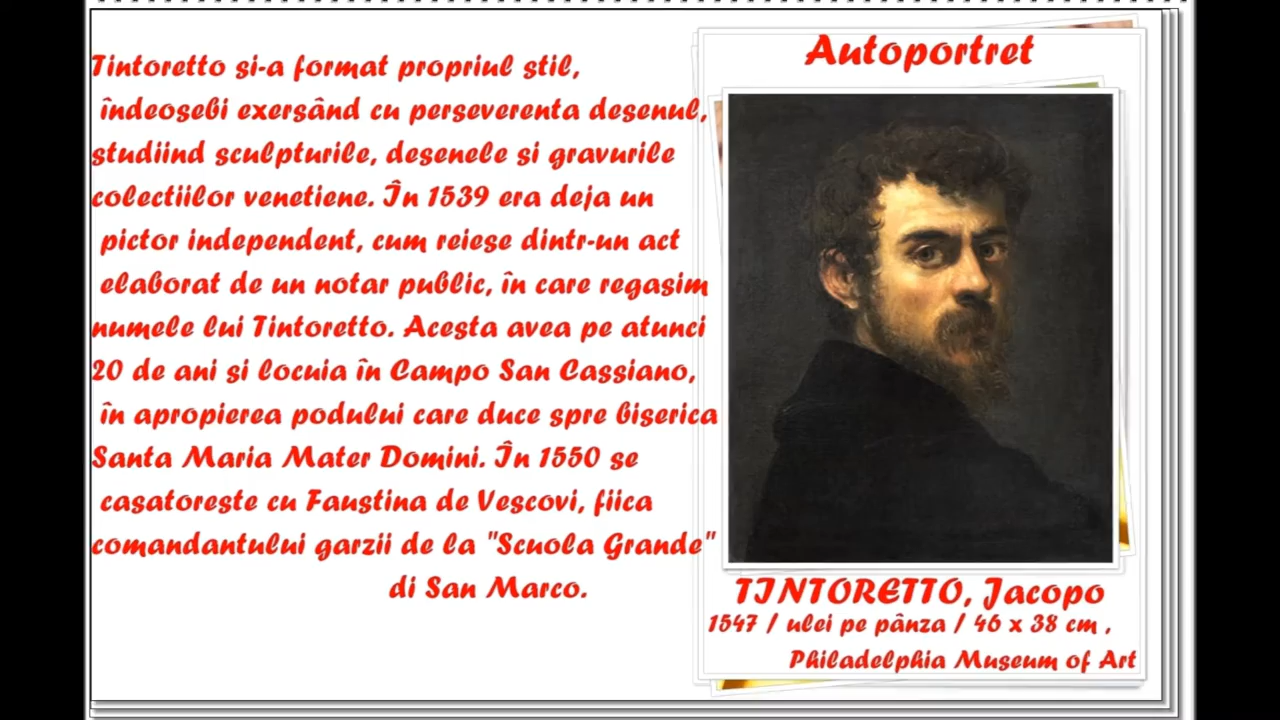 Tintoretto si-a format propriul stil,
îndeosebi exersând cu perseverenta desenul,
studiind sculpturile, desenele si gravurile
colectiilor venetiene. În 1539 era deja un
pictor independent, cum reiese dintr-un act
elaborat de un notar public, în care regasim
numele lui Tintoretto. Acesta avea pe atunci
20 de ani si locuia în Campo San Cassiano,
în apropierea podului care duce spre biserica
Santa Maria Mater Domini. În 1550 se
casatoreste cu Faustina de Vescovi, fiica
comandantului garzii de la "Scuola Grande"
di San Marco.
Autoportret
TINTORETTO, Jacopo
1547 / ulei pe pânza / 46 x 38 cm ,
Philadelphia Museum of Art